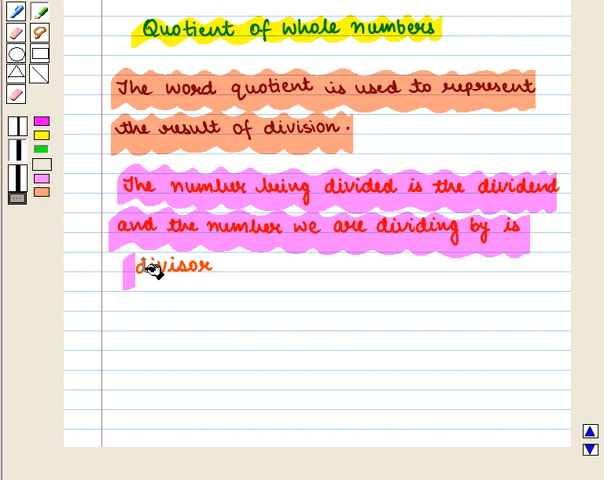 Quotient of whole numbers
The word quotient is used to represent
the result of division.
The number being divided is the dividend
and the number we are dividing by is
divisor